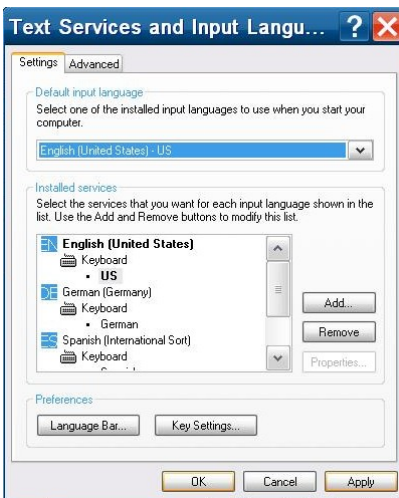 Text Services and Input Langu...
Settings
Advanced
Default input language
Select one of the installed input languages to use when you start your
computer.
English (United States) - US
Installed services
Select the services that you want for each input language shown in the
list. Use the Add and Remove buttons to modify this list.
EN English (United States)
Keyboard
• US
DE German (Germany)
Keyboard
• German
ES Spanish (International Sort)
Keyboard
Add...
Remove
Properties...
Preferences
Language Bar...
Key Settings...
OK
Cancel
Apply